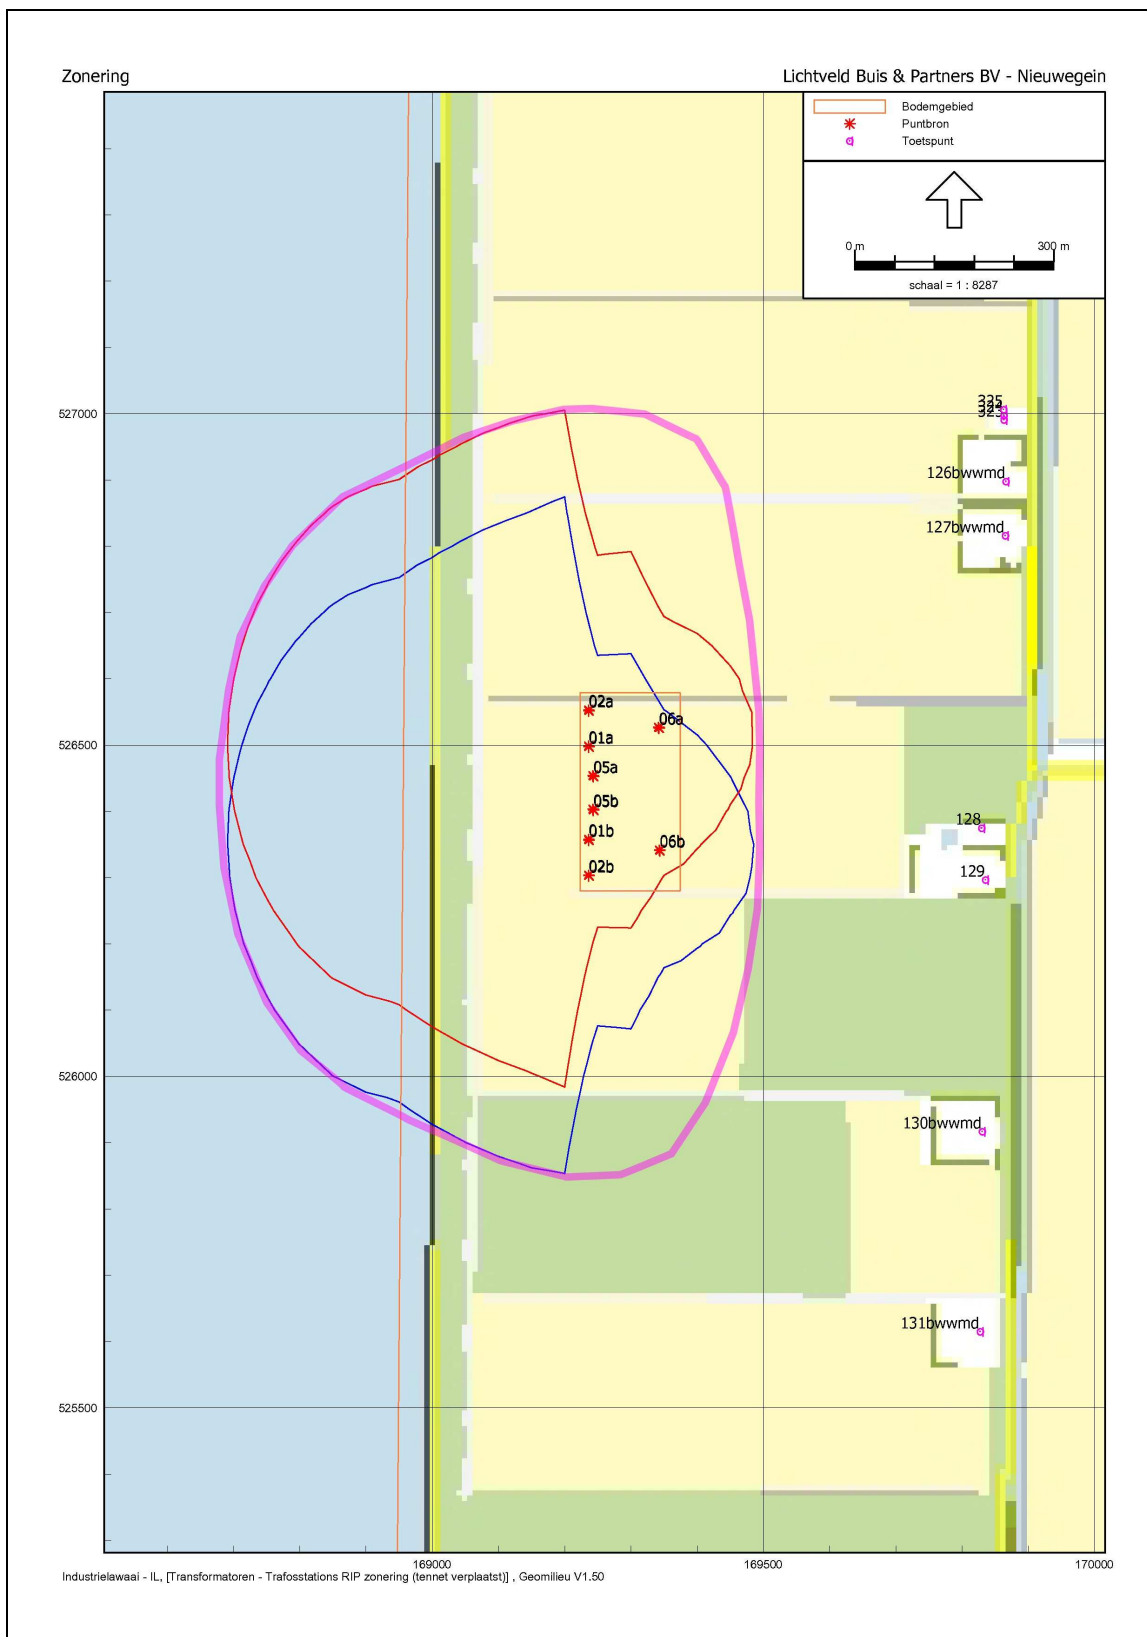 Zonering
Lichtveld Buis & Partners BV - Nieuwegein
Bodemgebied
Puntbron
Toetspunt
0 m
300 m
schaal = 1 : 8287
527000
325
323
126bwwmd
127bwwmd
02a
06a
526500
01a
05a
05b
01b
06b
02b
128
129
526000
130bwwmd
131bwwmd
525500
169000
169500
170000
Industrielawaai - IL, [Transformatoren - Trafosstations RIP zonering (tennet verplaatst)] , Geomilieu V1.50